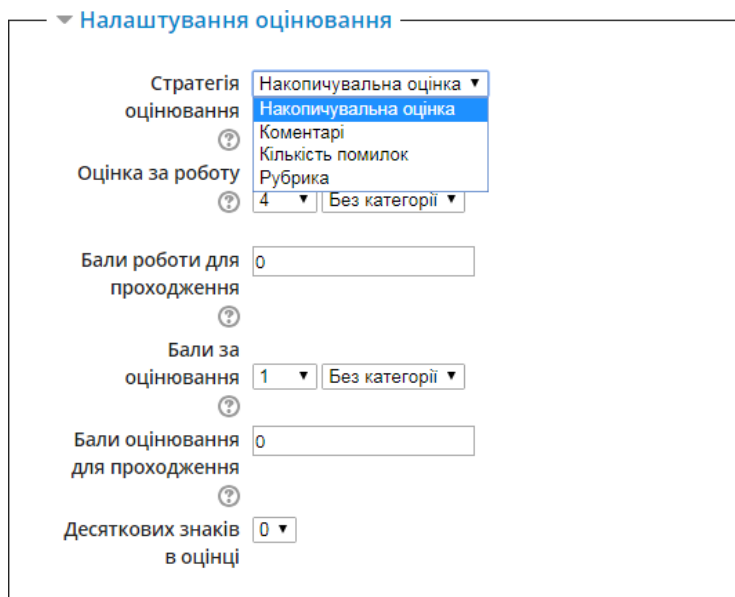 Налаштування оцінювання
Стратегія оцінювання
Накопичувальна оцінка
Накопичувальна оцінка
Коментарі
Кількість помилок
Рубрика
Оцінка за роботу
4 Без категорії
Бали роботи для проходження
0
Бали за оцінювання
1 Без категорії
Бали оцінювання для проходження
0
Десяткових знаків в оцінці
0